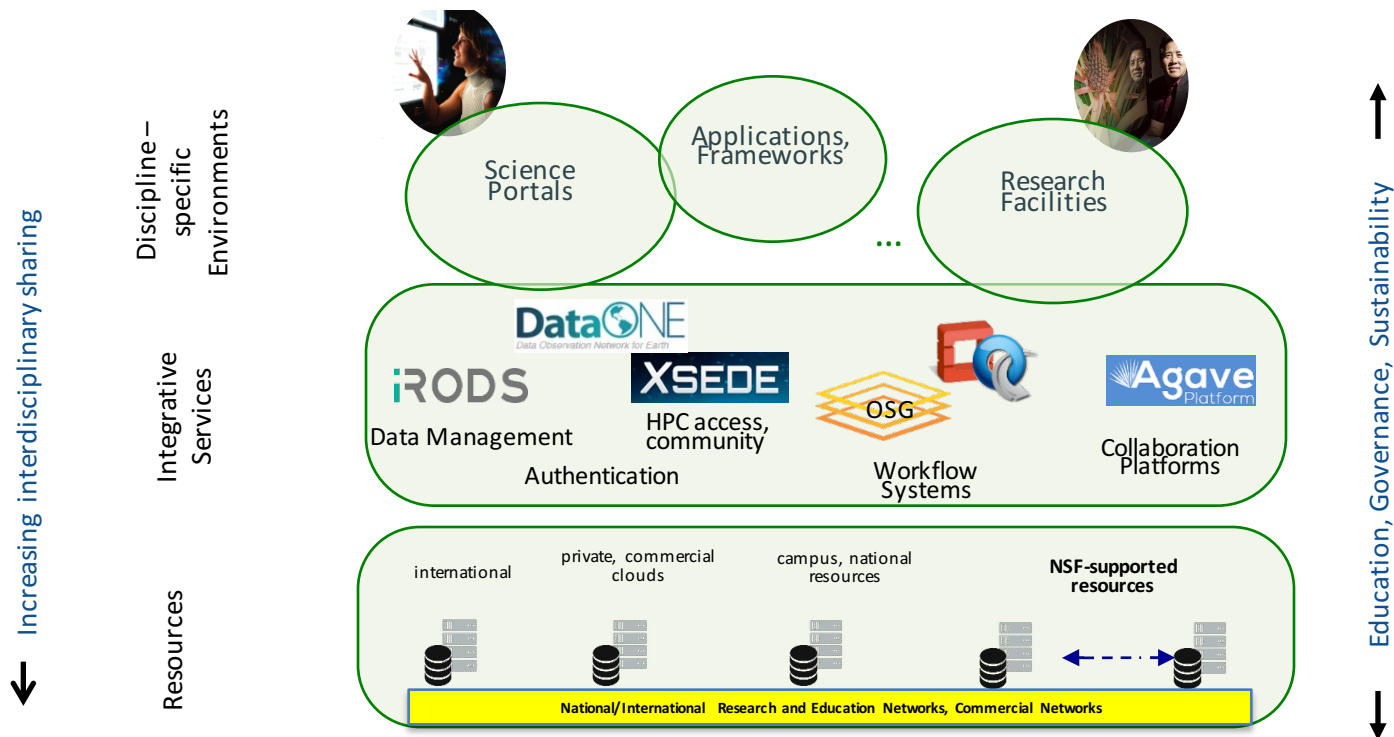 Increasing interdisciplinary sharing
Discipline –
specific
Environments
Science
Portals
Applications,
Frameworks
Research
Facilities
...
Education, Governance, Sustainability
Integrative
Services
DataONE
Data Observation Network for Earth
iRODS
Data Management
XSEDE
HPC access,
community
Authentication
OSG
Workflow
Systems
Agave
Platform
Collaboration
Platforms
Resources
international
private, commercial
clouds
campus, national
resources
NSF-supported
resources
National/International Research and Education Networks, Commercial Networks